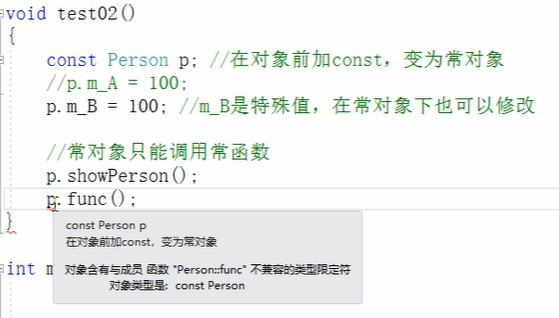 void test02()
{
const Person p; //在对象前加const，变为常对象
//p.m_A = 100;
p.m_B = 100; //m_B是特殊值，在常对象下也可以修改
//常对象只能调用常函数
p.showPerson();
p.func();
}
const Person p
在对象前加const，变为常对象
int m
对象含有与成员 函数 "Person::func" 不兼容的类型限定符
对象类型是: const Person